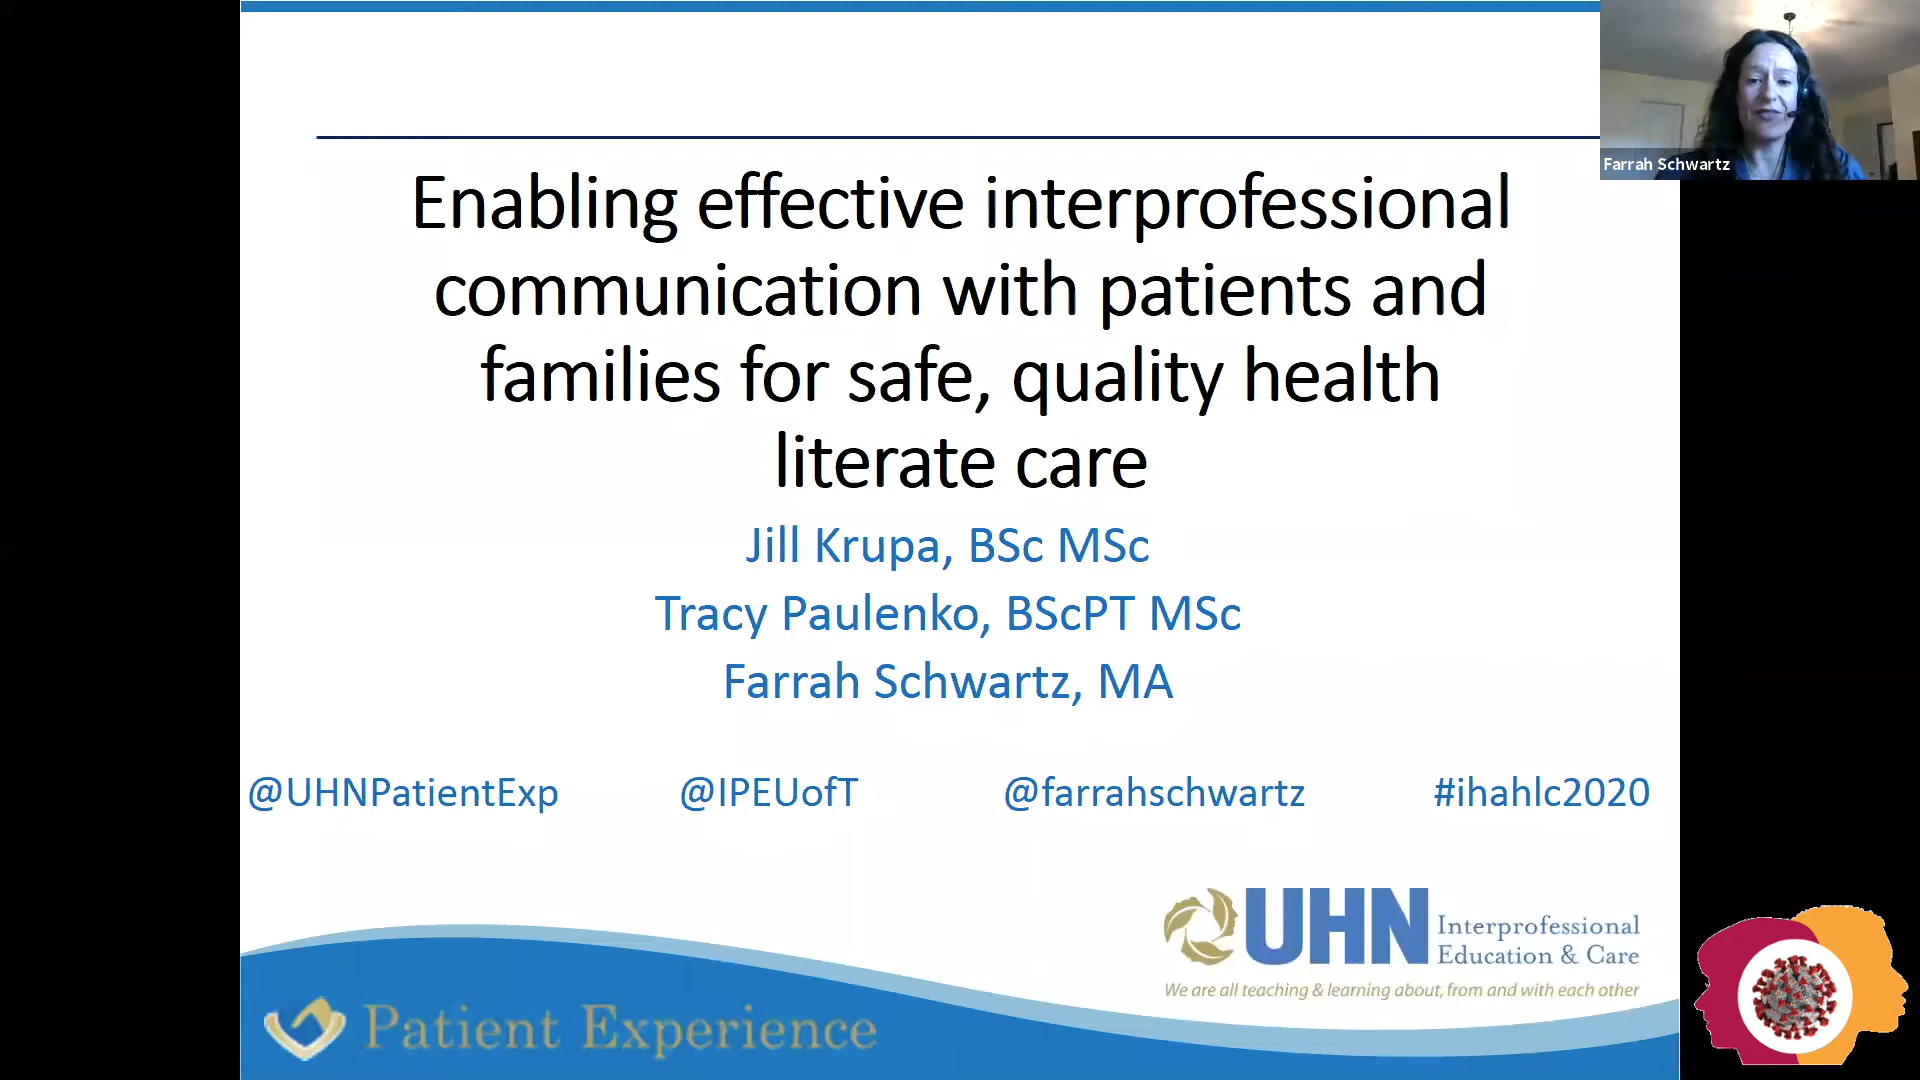 Farrah Schwartz
Enabling effective interprofessional
communication with patients and
families for safe, quality health
literate care
Jill Krupa, BSc MSc
Tracy Paulenko, BScPT MSc
Farrah Schwartz, MA
@UHNPatientExp @IPEUofT @farrahschwartz #ihahlc2020
UHN Interprofessional
Education & Care
We are all teaching & learning about, from and with each other
Patient Experience